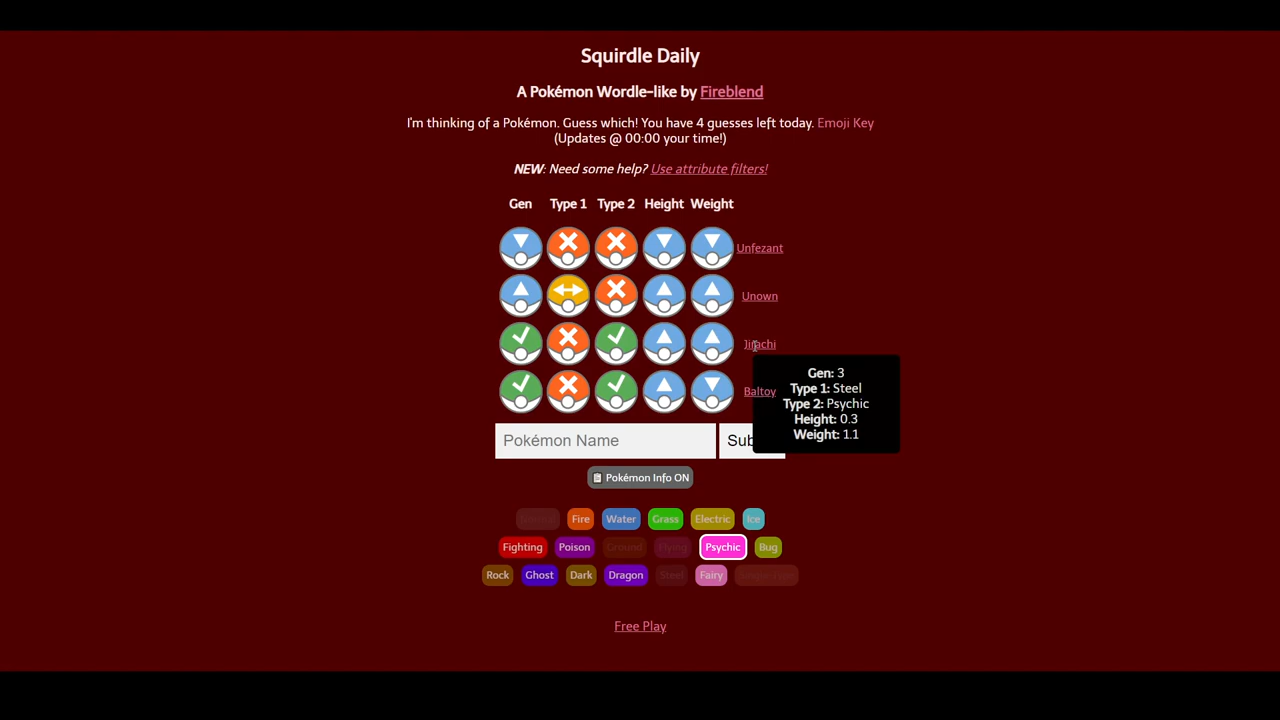 Squirdle Daily
A Pokémon Wordle-like by Fireblend
I'm thinking of a Pokémon. Guess which! You have 4 guesses left today. Emoji Key
(Updates @ 00:00 your time!)
NEW: Need some help? Use attribute filters!
Gen Type 1 Type 2 Height Weight
Unfezant
Unown
Jirachi
Baltoy
Gen: 3
Type 1: Steel
Type 2: Psychic
Height: 0.3
Weight: 1.1
Pokémon Name Sub
Pokémon Info ON
Normal Fire Water Grass Electric Ice
Fighting Poison Ground Flying Psychic Bug
Rock Ghost Dark Dragon Steel Fairy
Free Play